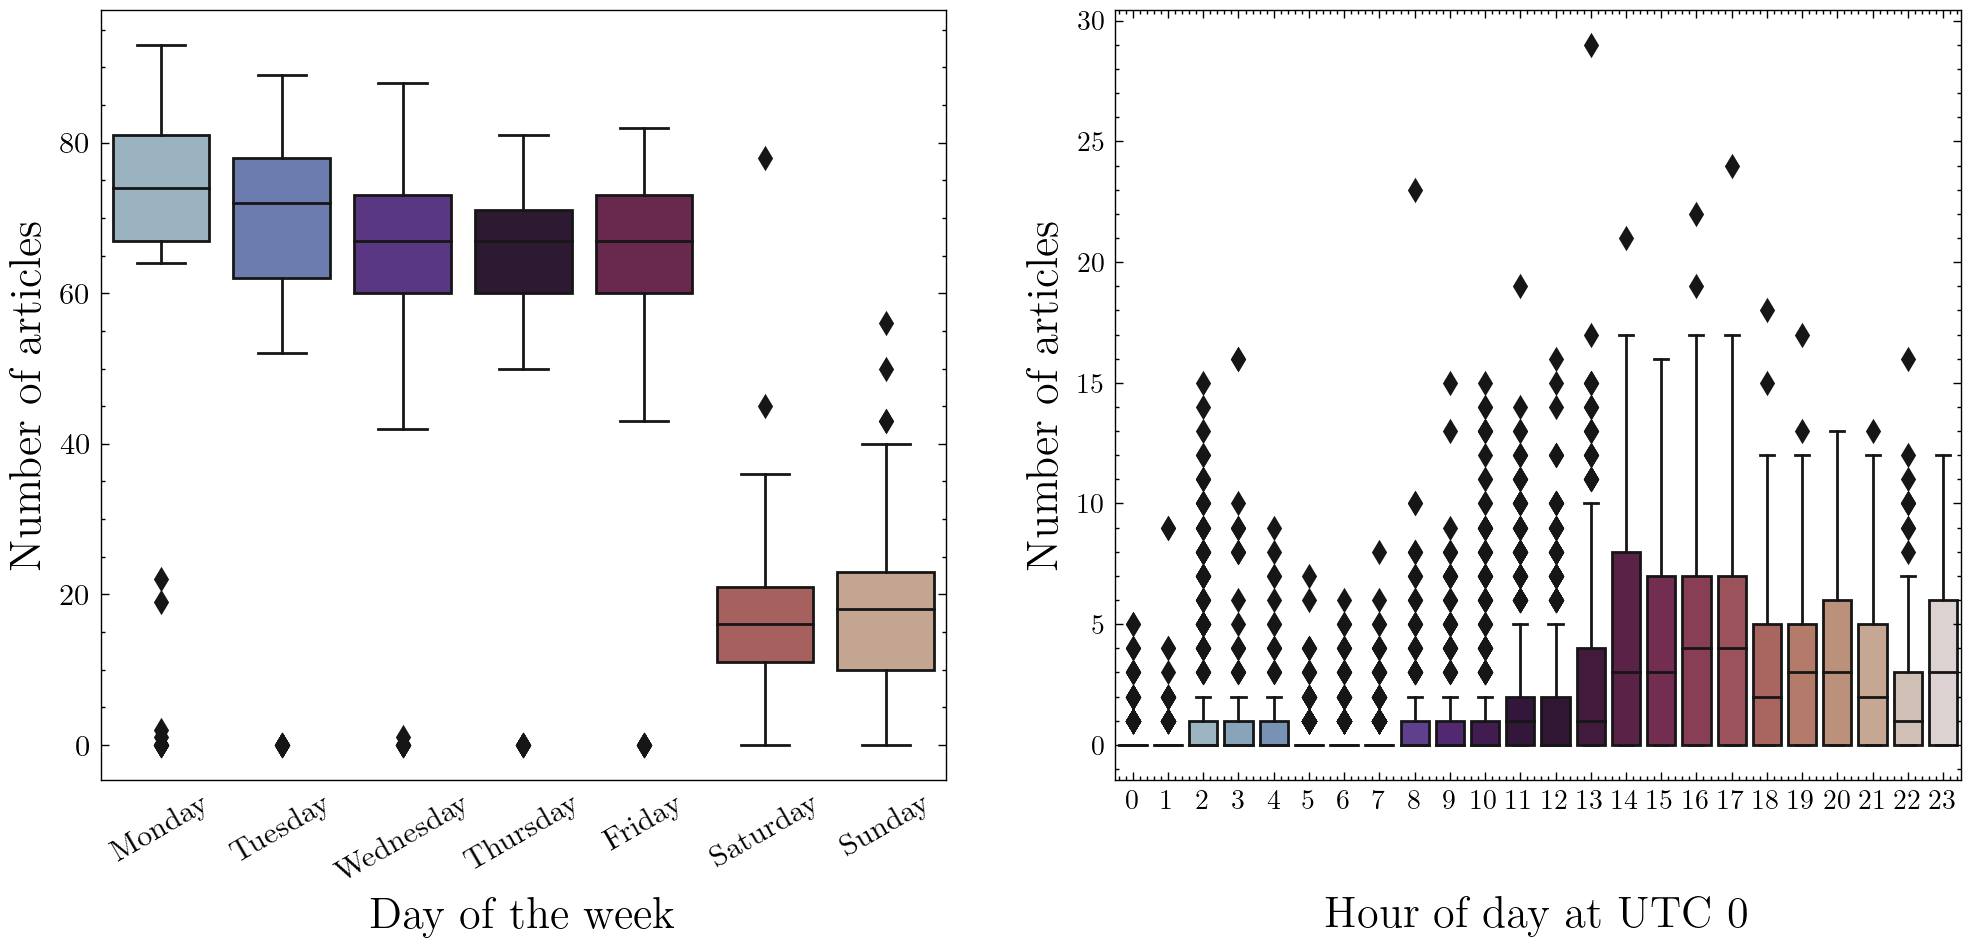 Number of articles
80
60
40
20
0
Monday
Tuesday
Wednesday
Thursday
Friday
Saturday
Sunday
Day of the week
Number of articles
30
25
20
15
10
5
0
0 1 2 3 4 5 6 7 8 9 10 11 12 13 14 15 16 17 18 19 20 21 22 23
Hour of day at UTC 0